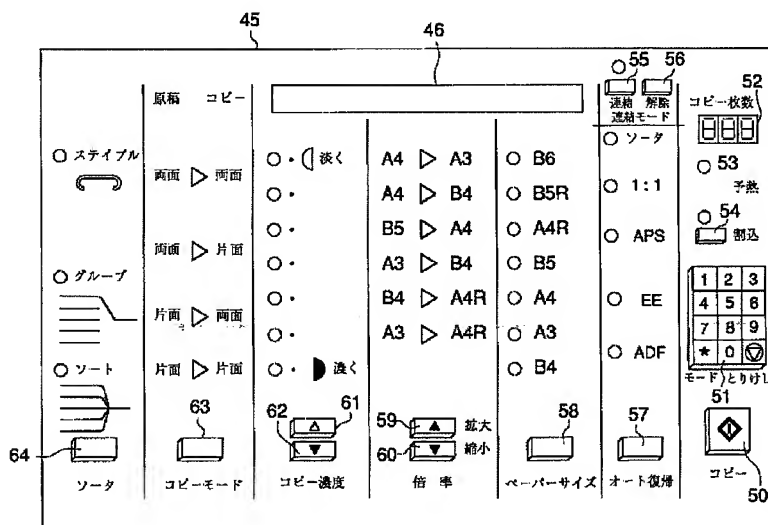 45
46
55 56
52
原稿 コピー
連結 解除
連結モード
コピー枚数
888
ステイプル
淡く
A4 ▷ A3
B6
ソータ
53
予熱
両面 ▷ 両面
A4 ▷ B4
B5R
1:1
54
割込
B5 ▷ A4
A4R
APS
両面 ▷ 片面
A3 ▷ B4
B5
グループ
B4 ▷ A4R
A4
EE
1 2 3
4 5 6
7 8 9
* 0
片面 ▷ 両面
A3 ▷ A4R
A3
ADF
ソート
片面 ▷ 片面
濃く
B4
モード とりけし
51
63
62
61
59
60
拡大
縮小
58
57
64
50
ソータ
コピーモード
コピー濃度
倍率
ペーパーサイズ
オート復帰
コピー